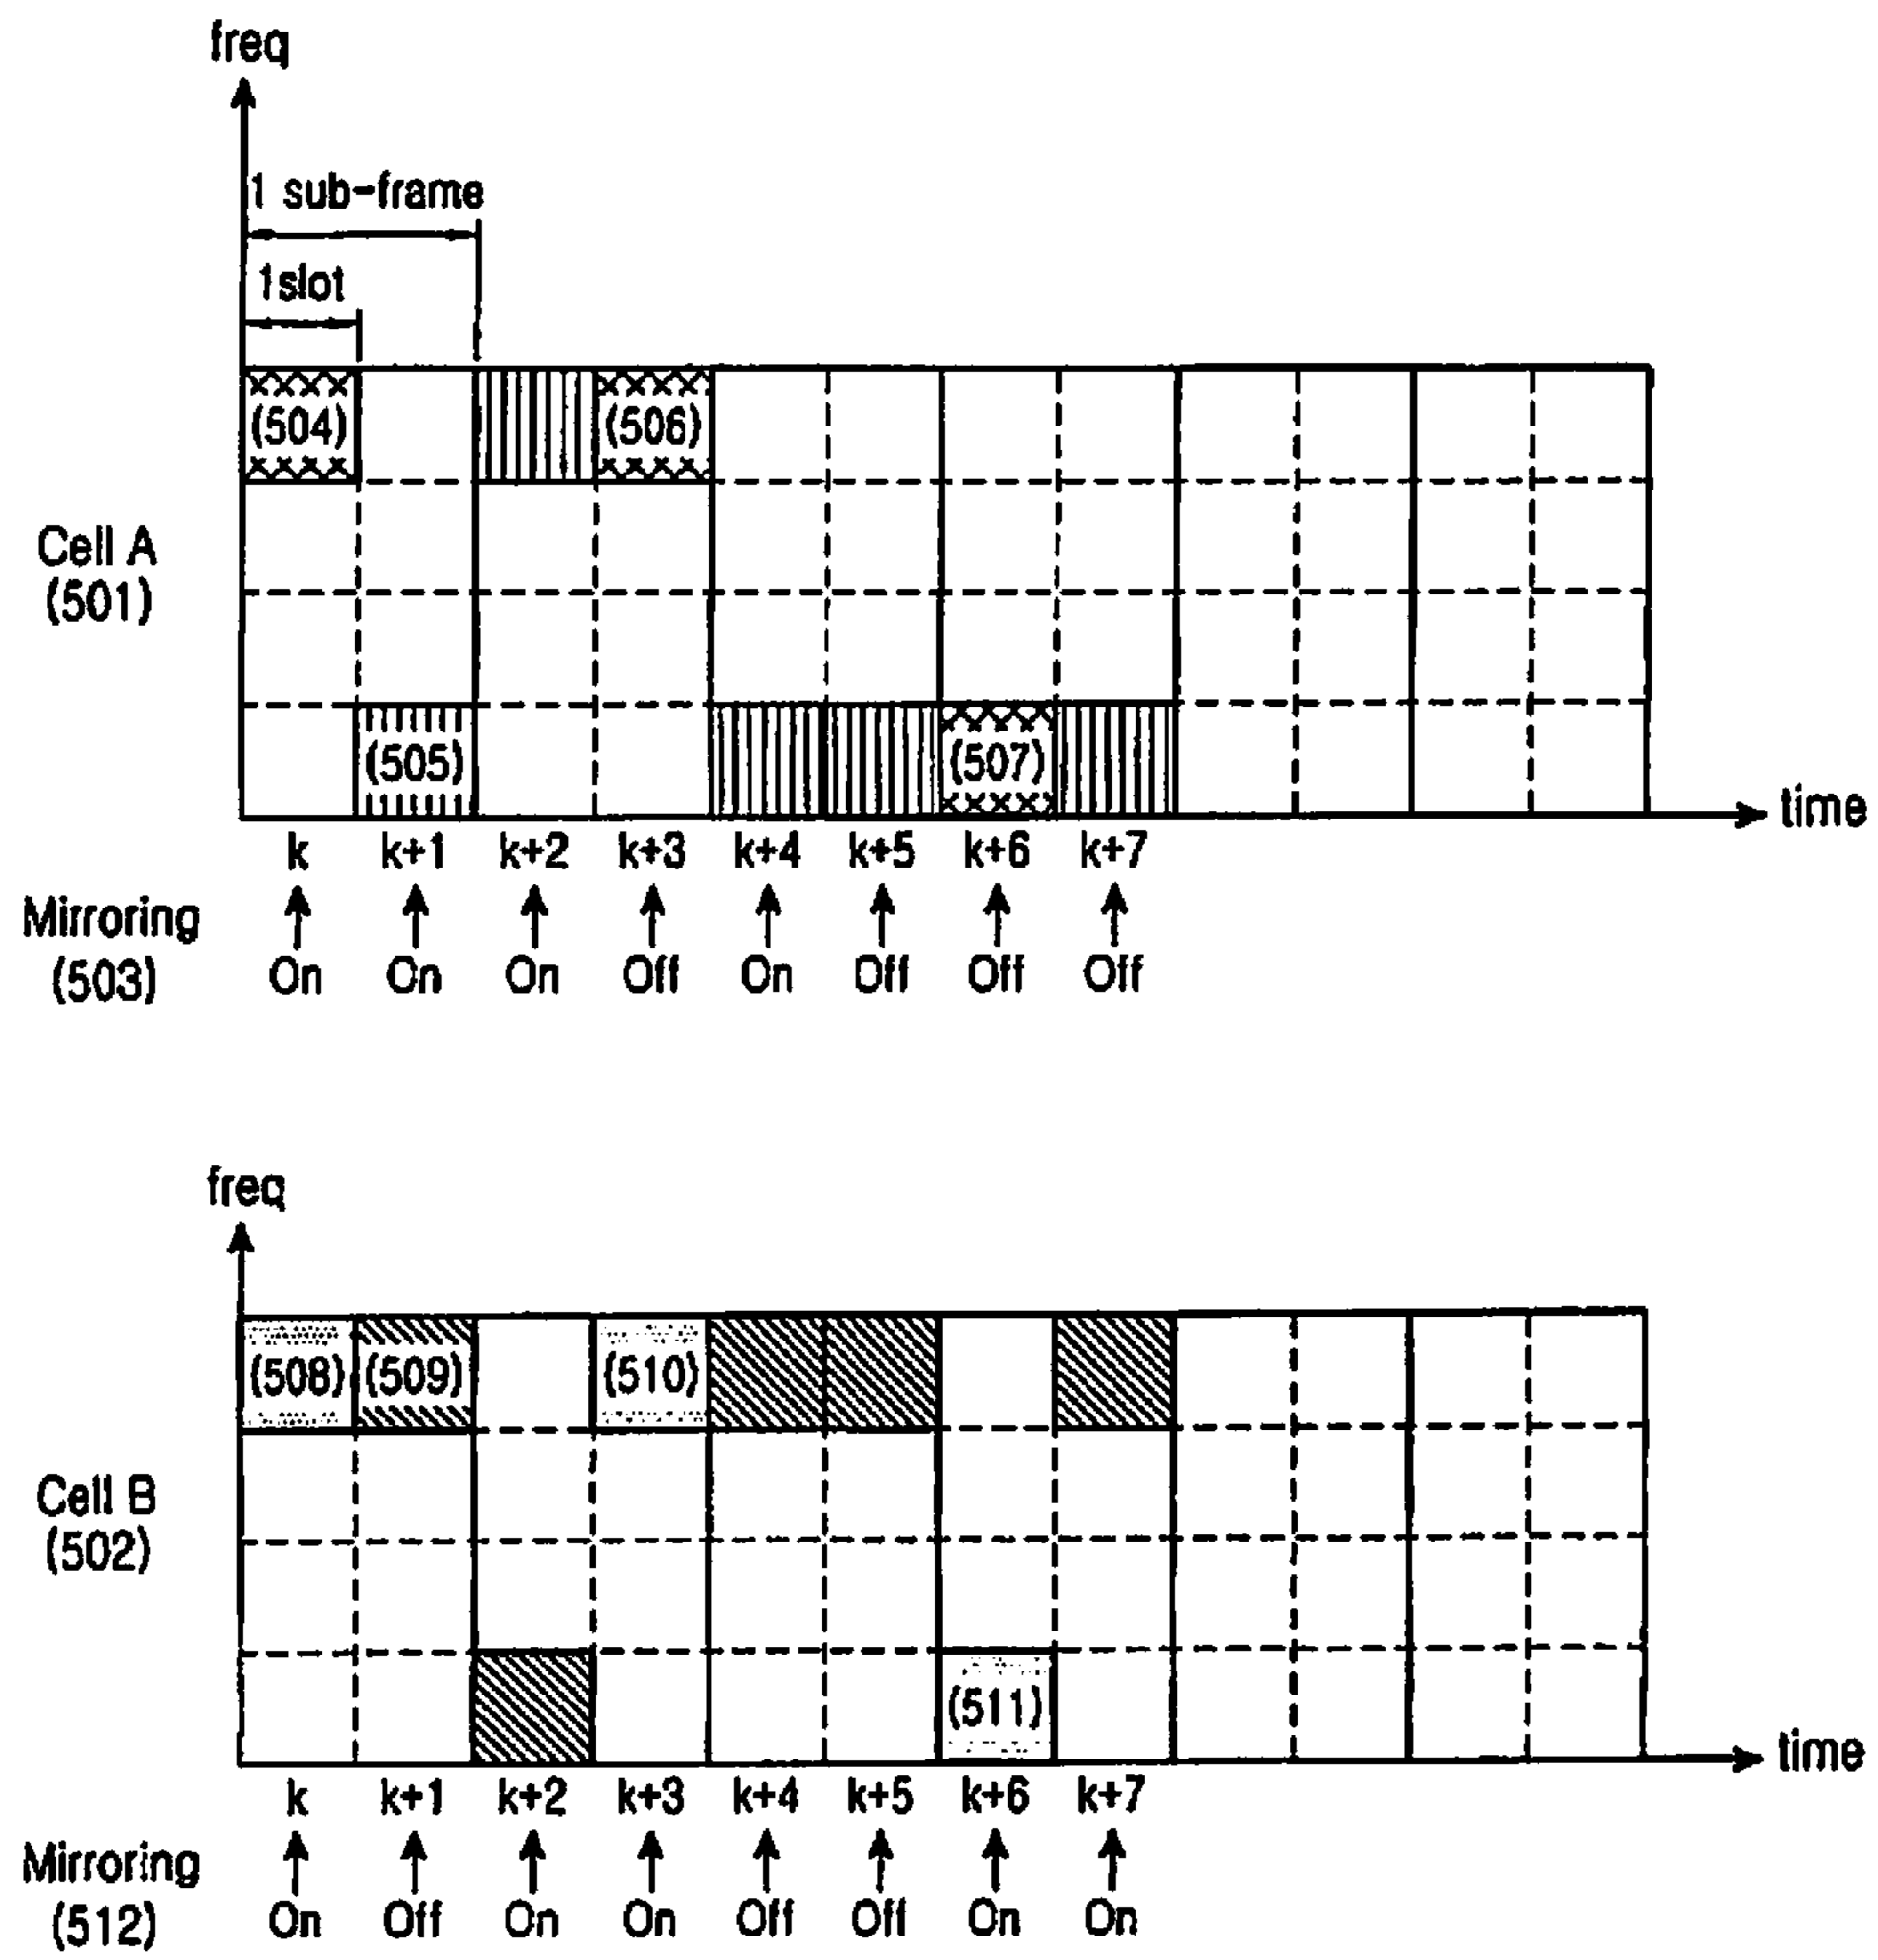 freq
1 sub-frame
1slot
(504) (506)
Cell A
(501)
(505) (507)
time
k k+1 k+2 k+3 k+4 k+5 k+6 k+7
Mirroring
(503)
On On On Off On Off Off Off
freq
(508) (509) (510)
Cell B
(502)
(511)
time
k k+1 k+2 k+3 k+4 k+5 k+6 k+7
Mirroring
(512)
On Off On On Off Off On On